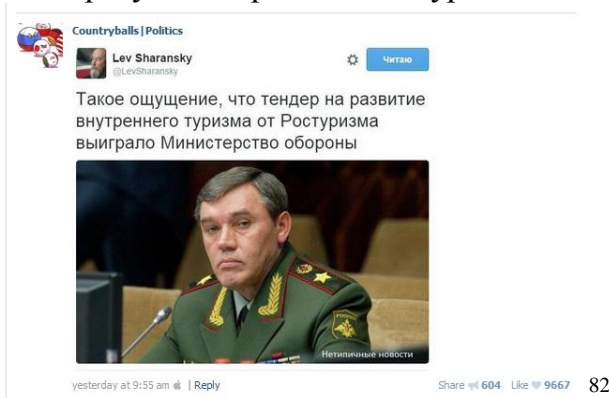 Countryballs | Politics
Lev Sharansky
@LevSharansky
Читаю
Такое ощущение, что тендер на развитие
внутреннего туризма от Ростуризма
выиграло Министерство обороны
Нетипичные новости
yesterday at 9:55 am | Reply
Share 604 Like 9667
82